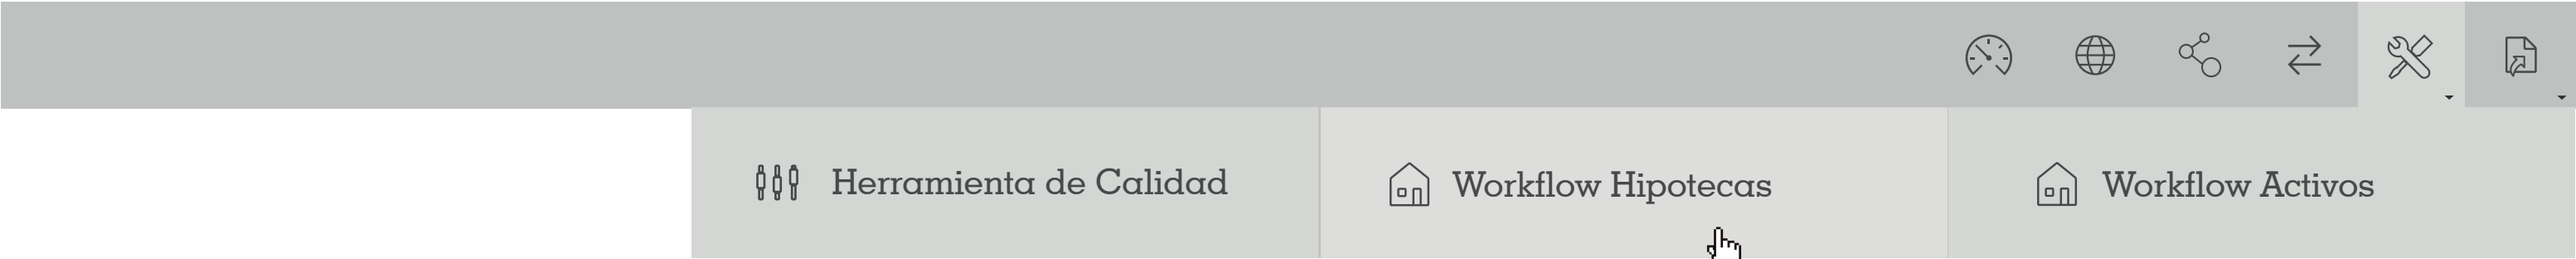 Herramienta de Calidad
Workflow Hipotecas
Workflow Activos